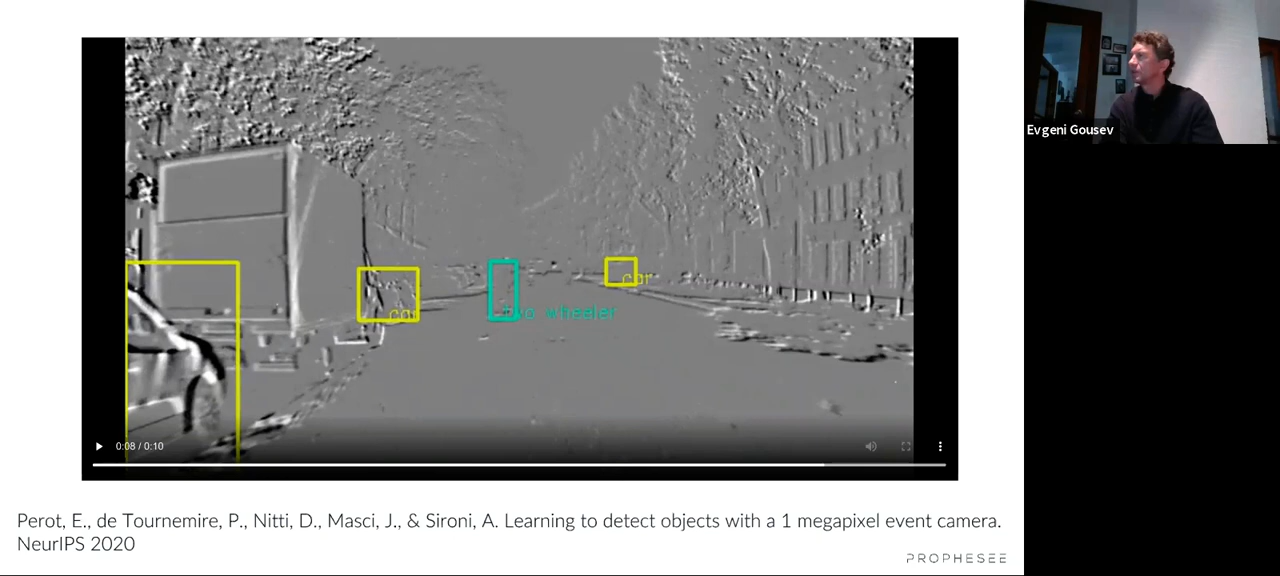 Evgeni Gousev
car
car
two wheeler
0:08 / 0:10
Perot, E., de Tournemire, P., Nitti, D., Masci, J., & Sironi, A. Learning to detect objects with a 1 megapixel event camera.
NeurIPS 2020
PROPHESEE